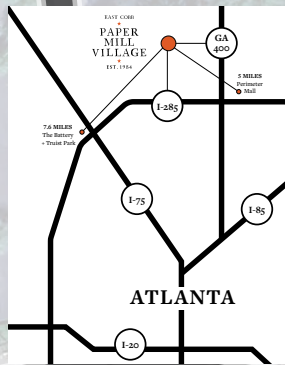 EAST COBB
PAPER
MILL
VILLAGE
EST. 1984
GA
400
5 MILES
Perimeter
Mall
I-285
7.6 MILES
The Battery
+ Truist Park
I-75
I-85
ATLANTA
I-20